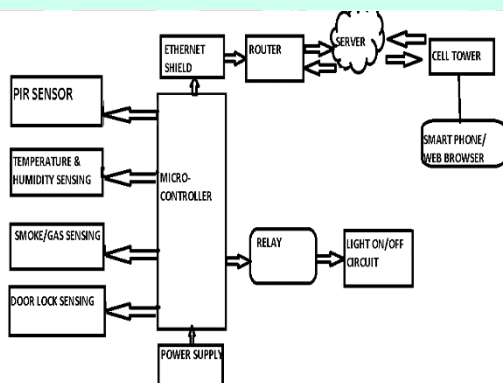 ETHERNET
SHIELD
ROUTER
SERVER
CELL TOWER
PIR SENSOR
SMART PHONE/
WEB BROWSER
TEMPERATURE &
HUMIDITY SENSING
MICRO-
CONTROLLER
SMOKE/GAS SENSING
RELAY
LIGHT ON/OFF
CIRCUIT
DOOR LOCK SENSING
POWER SUPPLY